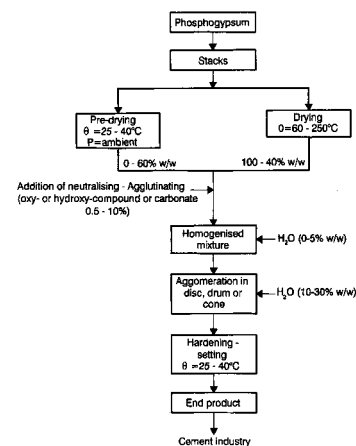 Phosphogypsum
Stacks
Pre-drying
θ =25 - 40°C
P=ambient
Drying
0=60 - 250°C
0 - 60% w/w
100 - 40% w/w
Addition of neutralising - Agglutinating
(oxy- or hydroxy-compound or carbonate
0.5 - 10%)
Homogenised
mixture
H₂O (0-5% w/w)
Aggomeration in
disc, drum or
cone
H₂O (10-30% w/w)
Hardening -
setting
θ =25 - 40°C
End product
Cement industry